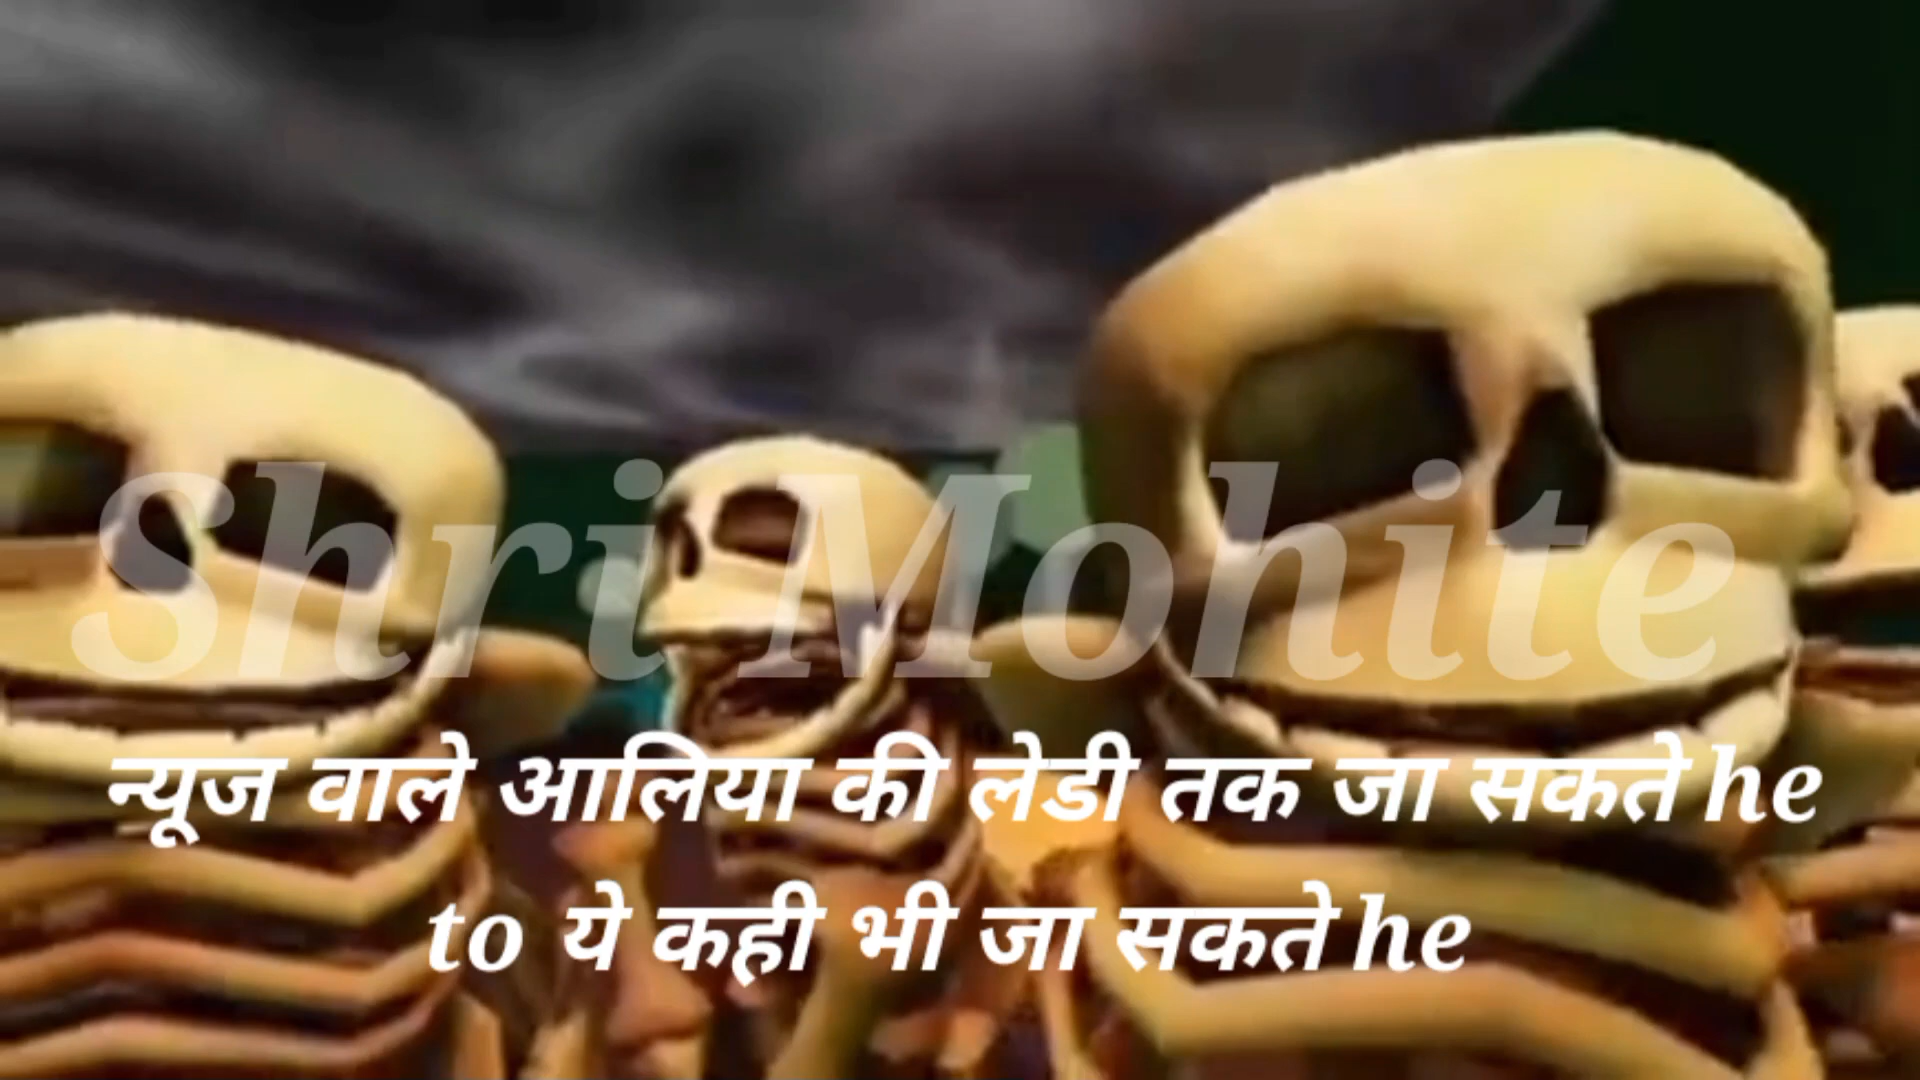 Shri Mohite
न्यूज वाले आलिया की लेडी तक जा सकते he
to ये कही भी जा सकते he